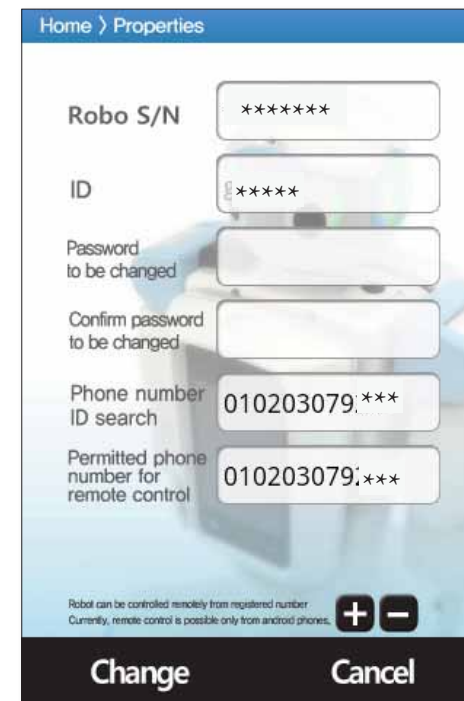 Home 〉 Properties
Robo S/N
*******
ID
*****
Password
to be changed
Confirm password
to be changed
Phone number
ID search
010203079 ***
Permitted phone
number for
remote control
010203079 ***
Robot can be controlled remotely from registered number
Currently, remote control is possible only from android phones.
+ −
Change Cancel